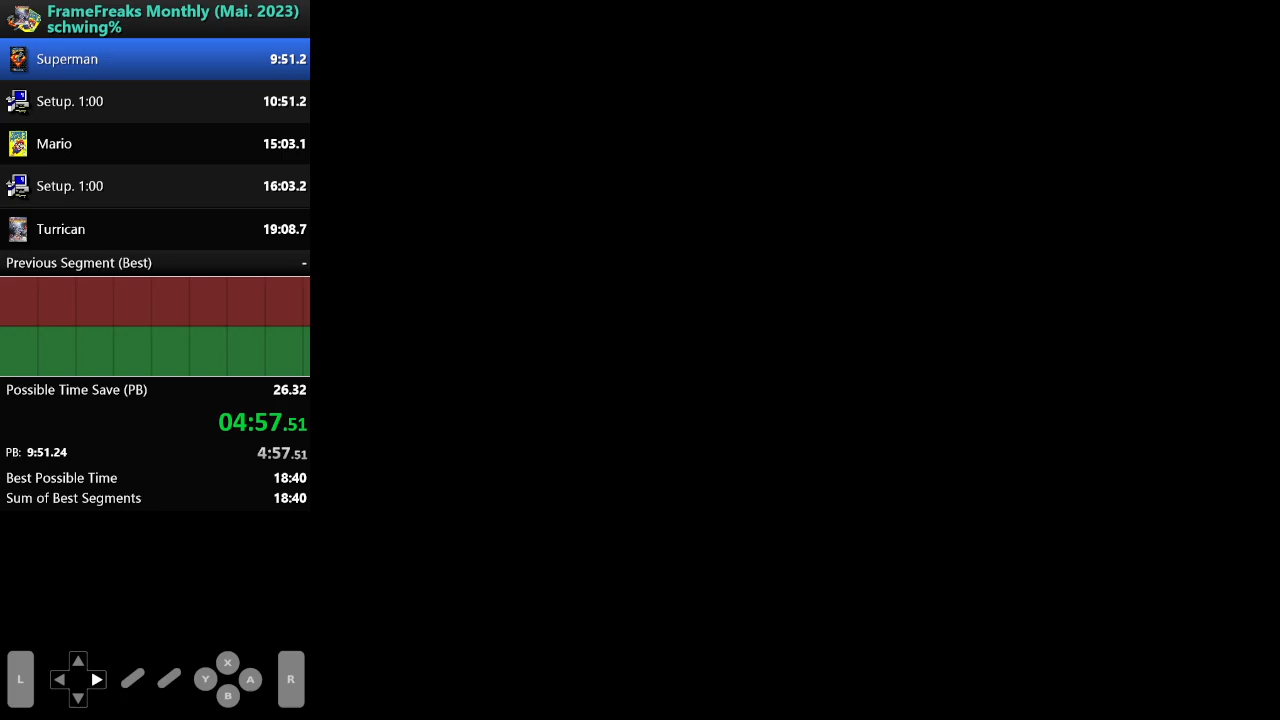 FrameFreaks Monthly (Mai. 2023)
schwing%
Superman 9:51.2
Setup. 1:00 10:51.2
Mario 15:03.1
Setup. 1:00 16:03.2
Turrican 19:08.7
Previous Segment (Best) -
Possible Time Save (PB) 26.32
04:57.51
PB: 9:51.24 4:57.51
Best Possible Time 18:40
Sum of Best Segments 18:40
X
L Y A R
B